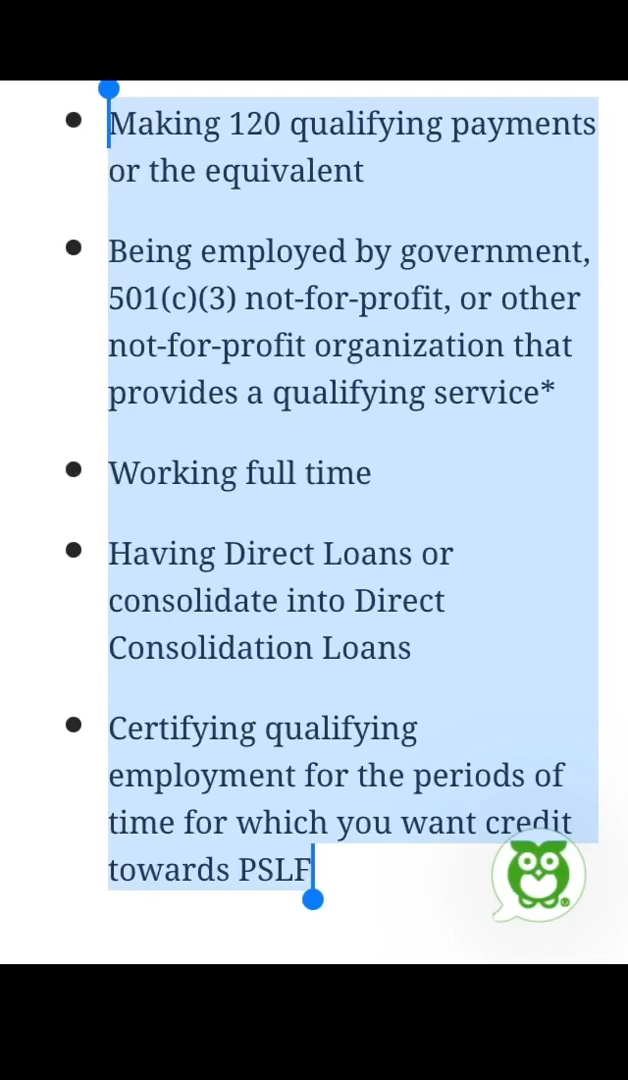 Making 120 qualifying payments
or the equivalent
Being employed by government,
501(c)(3) not-for-profit, or other
not-for-profit organization that
provides a qualifying service*
Working full time
Having Direct Loans or
consolidate into Direct
Consolidation Loans
Certifying qualifying
employment for the periods of
time for which you want credit
towards PSLF